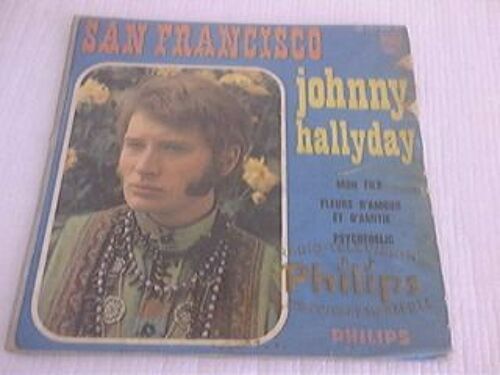 SAN FRANCISCO
johnny
hallyday
MON FILS
FLEURS D'AMOUR
ET D'AMITIE
PSYCHEDELIC
Philips
PHILIPS